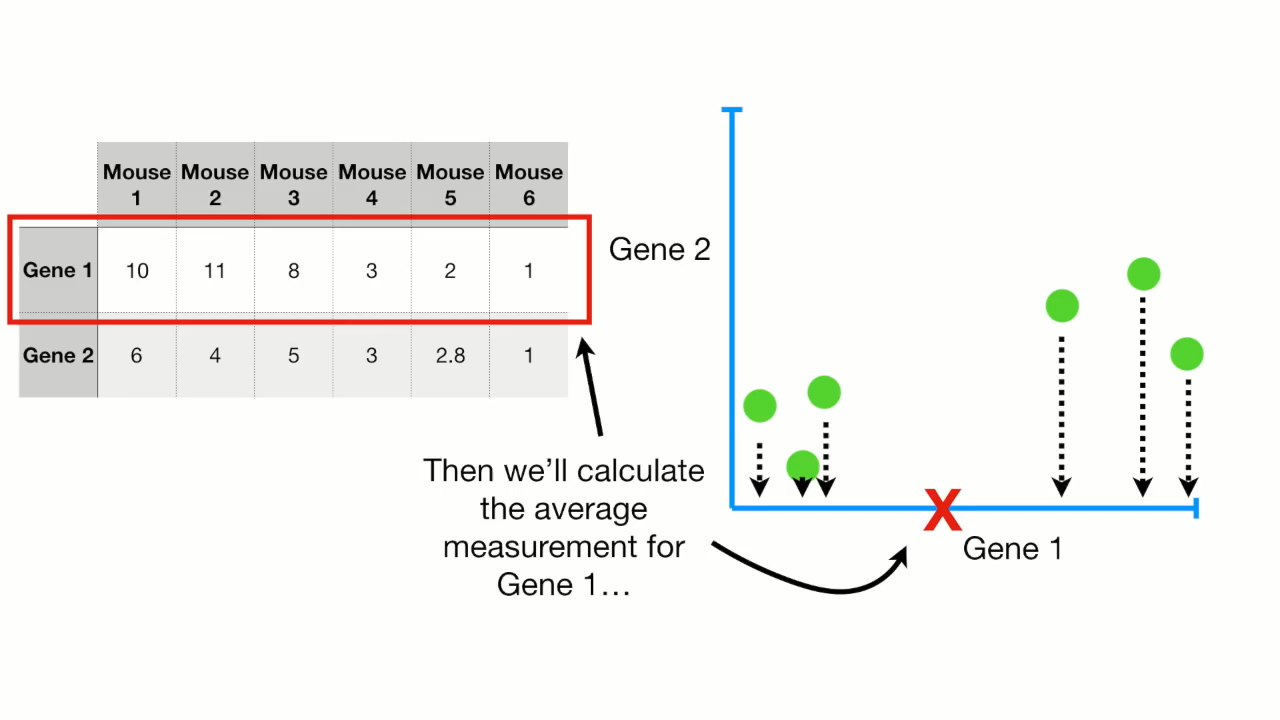 Mouse 1 Mouse 2 Mouse 3 Mouse 4 Mouse 5 Mouse 6
Gene 1 10 11 8 3 2 1
Gene 2 6 4 5 3 2.8 1
Gene 2
Then we'll calculate
the average
measurement for
Gene 1...
X
Gene 1